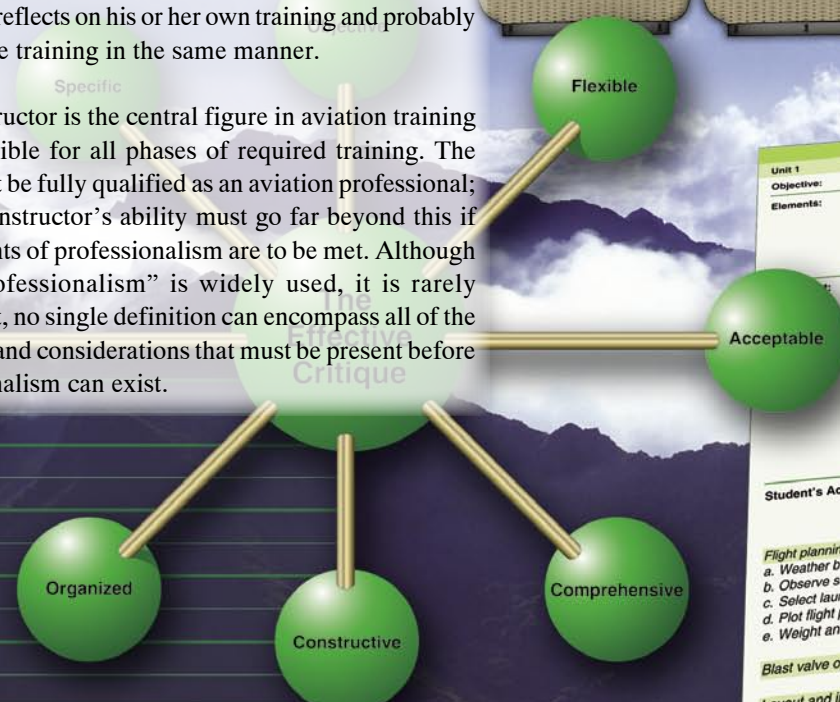 reflects on his or her own training and probably
e training in the same manner.
ructor is the central figure in aviation training
ible for all phases of required training. The
t be fully qualified as an aviation professional;
nstructor's ability must go far beyond this if
nts of professionalism are to be met. Although
ofessionalism” is widely used, it is rarely
, no single definition can encompass all of the
and considerations that must be present before
nalism can exist.
Objective
Specific
Flexible
The
Effective
Critique
Acceptable
Organized
Constructive
Comprehensive
Unit 1
Objective:
Elements:
t:
Student's Ac
Flight plannin
a. Weather b
b. Observe s
c. Select lau
d. Plot flight
e. Weight an
Blast valve o
Layout and i